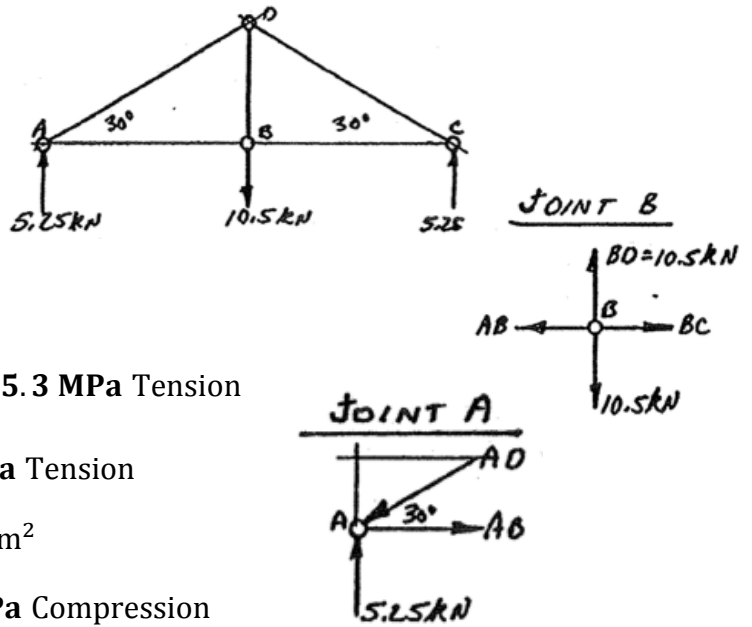 D
A 30° B 30° C
5.25kN 10.5kN 5.25
JOINT B
BD=10.5kN
AB B BC
10.5kN
5.3 MPa Tension
JOINT A
a Tension
AD
A 30° AB
m²
Pa Compression
5.25kN